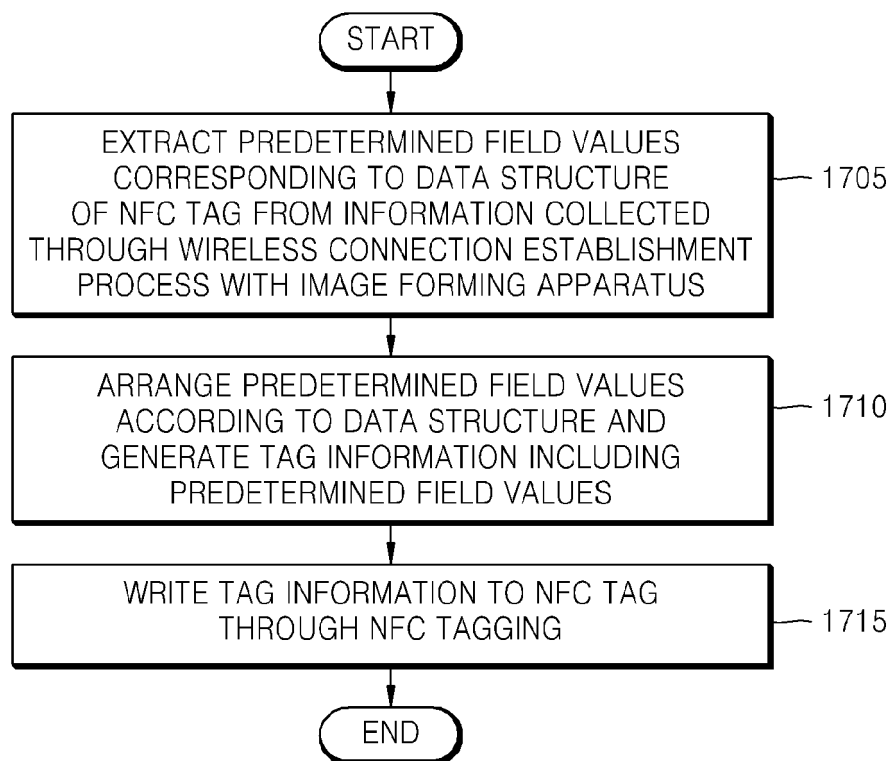 START
EXTRACT PREDETERMINED FIELD VALUES
CORRESPONDING TO DATA STRUCTURE
OF NFC TAG FROM INFORMATION COLLECTED
THROUGH WIRELESS CONNECTION ESTABLISHMENT
PROCESS WITH IMAGE FORMING APPARATUS
1705
ARRANGE PREDETERMINED FIELD VALUES
ACCORDING TO DATA STRUCTURE AND
GENERATE TAG INFORMATION INCLUDING
PREDETERMINED FIELD VALUES
1710
WRITE TAG INFORMATION TO NFC TAG
THROUGH NFC TAGGING
1715
END